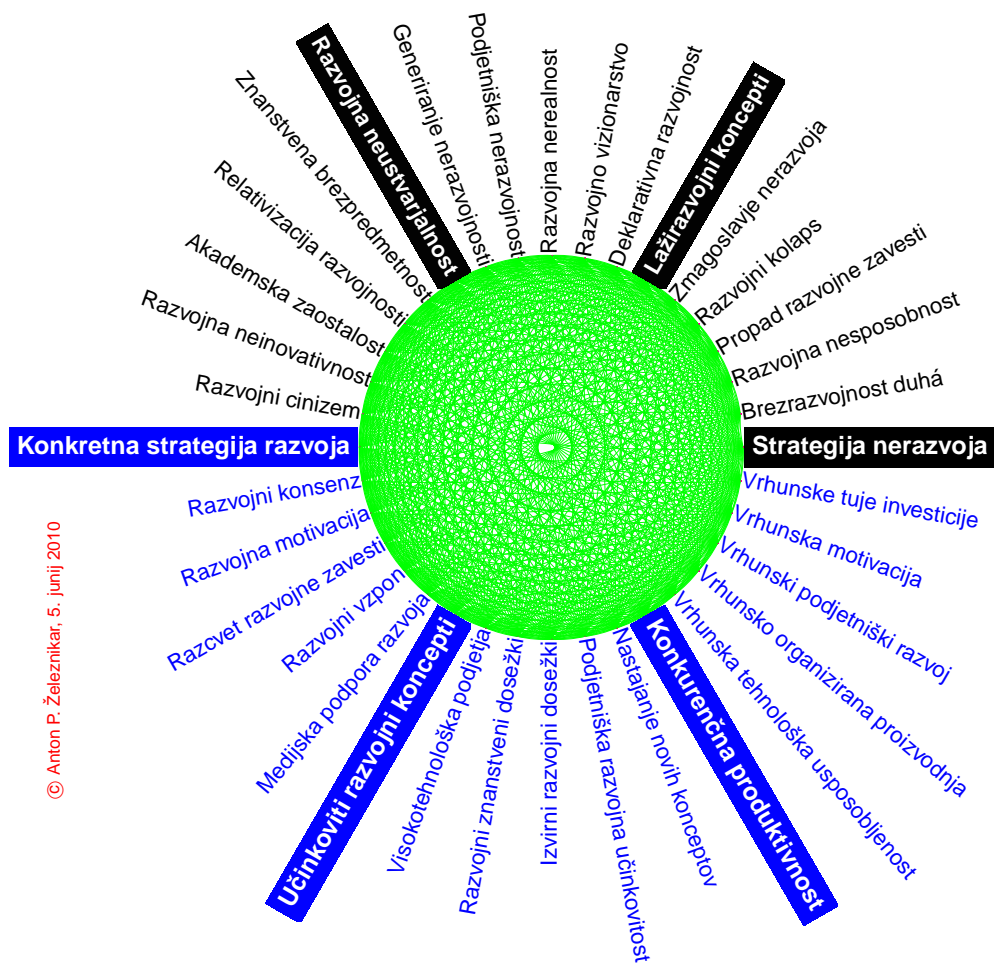 Razvojna neustvarjalnost
Generiranje nerazvojnosti
Podjetniška nerazvojnost
Razvojna nerealnost
Razvojno vizionarstvo
Deklarativna razvojnost
Lažirazvojni koncepti
Zmagoslavje nerazvoja
Razvojni kolaps
Propad razvojne zavesti
Razvojna nesposobnost
Brezrazvojnost duhá
Strategija nerazvoja
Vrhunske tuje investicije
Vrhunska motivacija
Vrhunski podjetniški razvoj
Vrhunsko organizirana proizvodnja
Vrhunska tehnološka usposobljenost
Konkurenčna produktivnost
Nastajanje novih konceptov
Podjetniška razvojna učinkovitost
Izvirni razvojni dosežki
Razvojni znanstveni dosežki
Visokotehnološka podjetja
Učinkoviti razvojni koncepti
Medijska podpora razvoja
Razvojni vzpon
Razcvet razvojne zavesti
Razvojna motivacija
Razvojni konsenz
Konkretna strategija razvoja
Razvojni cinizem
Razvojna neinovativnost
Akademska zaostalost
Relativizacija razvojnosti
Znanstvena brezpredmetnost
© Anton P. Železnikar, 5. junij 2010